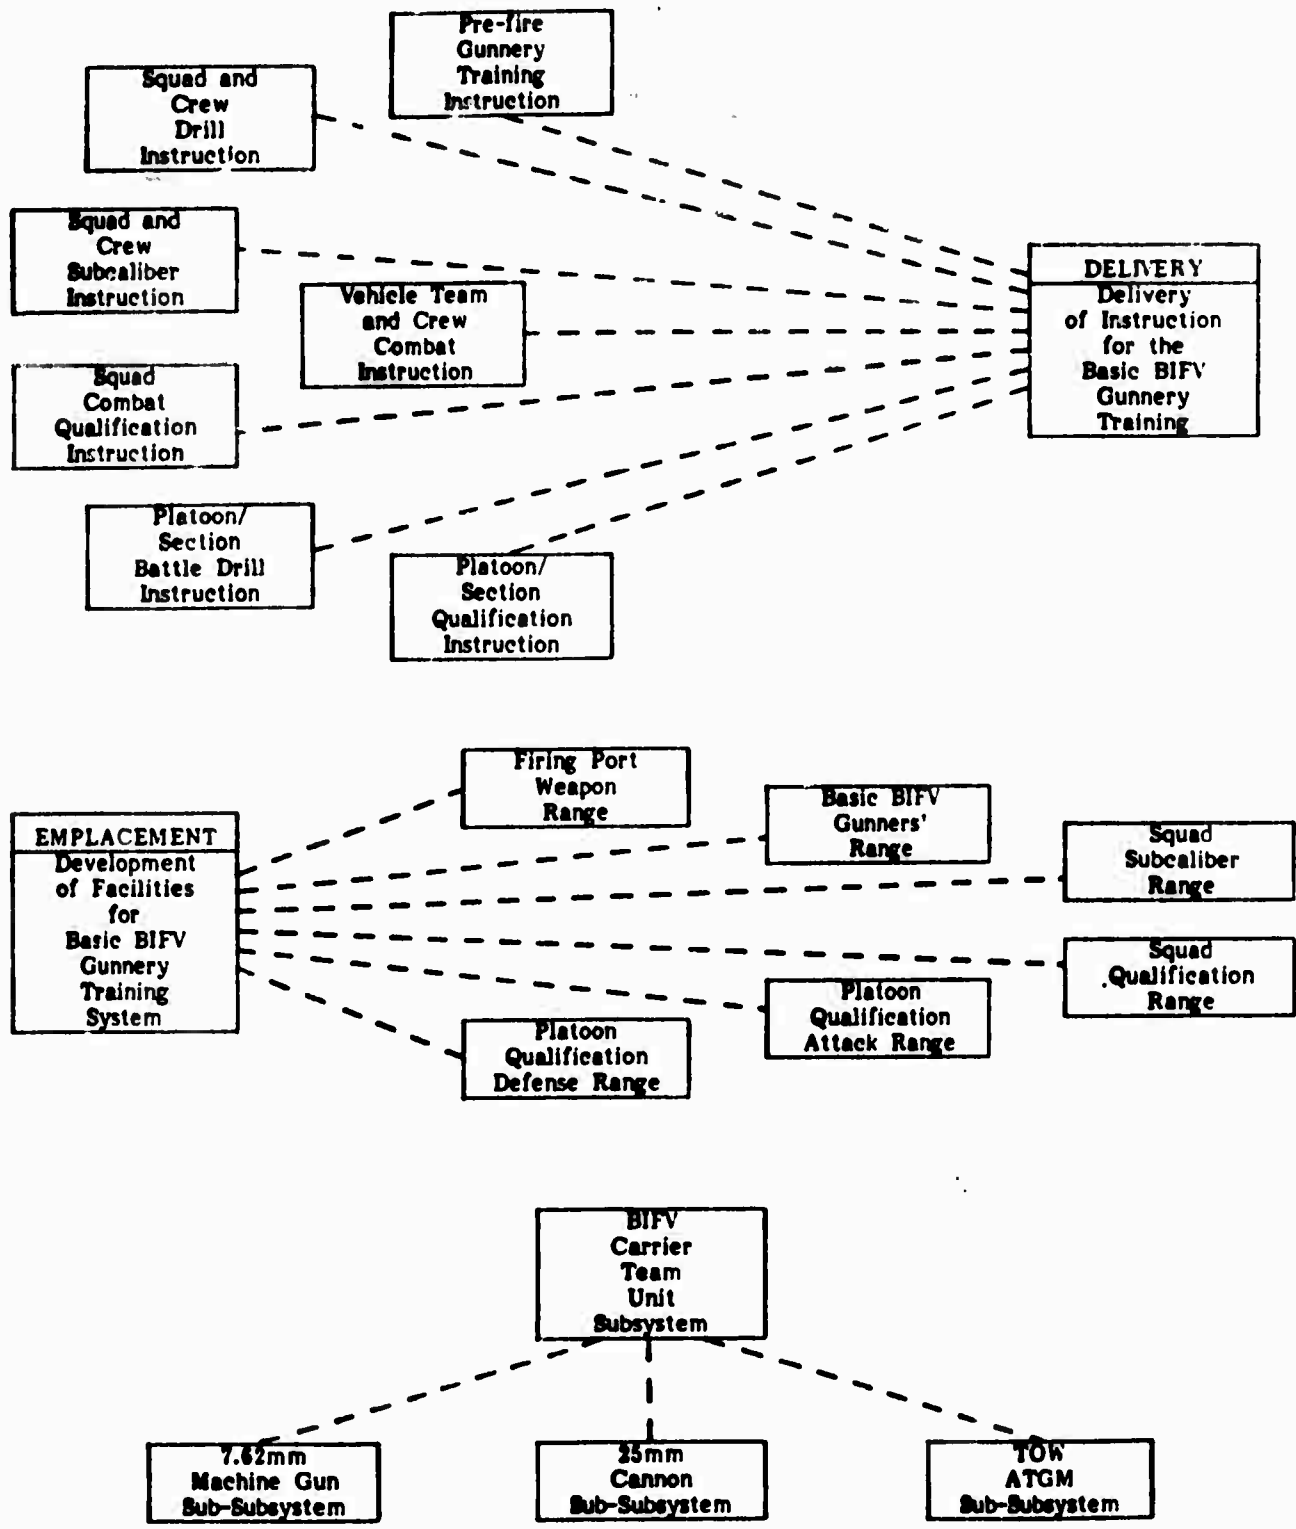 Pre-fire
Gunnery
Training
Instruction
Squad and
Crew
Drill
Instruction
Squad and
Crew
Subcaliber
Instruction
Vehicle Team
and Crew
Combat
Instruction
Squad
Combat
Qualification
Instruction
Platoon/
Section
Battle Drill
Instruction
Platoon/
Section
Qualification
Instruction
DELIVERY
Delivery
of Instruction
for the
Basic BIFV
Gunnery
Training
EMPLACEMENT
Development
of Facilities
for
Basic BIFV
Gunnery
Training
System
Firing Port
Weapon
Range
Basic BIFV
Gunners'
Range
Squad
Subcaliber
Range
Squad
Qualification
Range
Platoon
Qualification
Attack Range
Platoon
Qualification
Defense Range
BIFV
Carrier
Team
Unit
Subsystem
7.62mm
Machine Gun
Sub-Subsystem
25mm
Cannon
Sub-Subsystem
TOW
ATGM
Sub-Subsystem